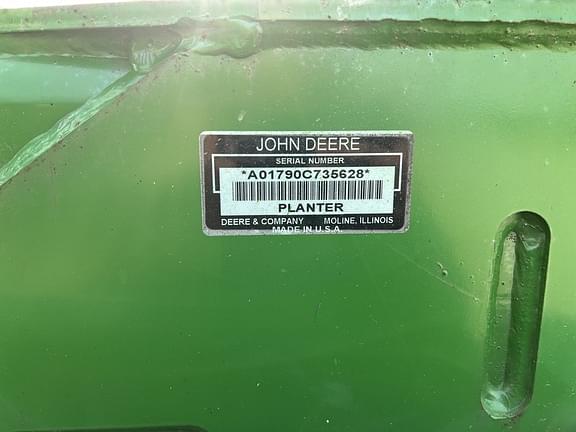 JOHN DEERE
SERIAL NUMBER
*A01790C735628*
PLANTER
DEERE & COMPANY MOLINE, ILLINOIS
MADE IN U.S.A.